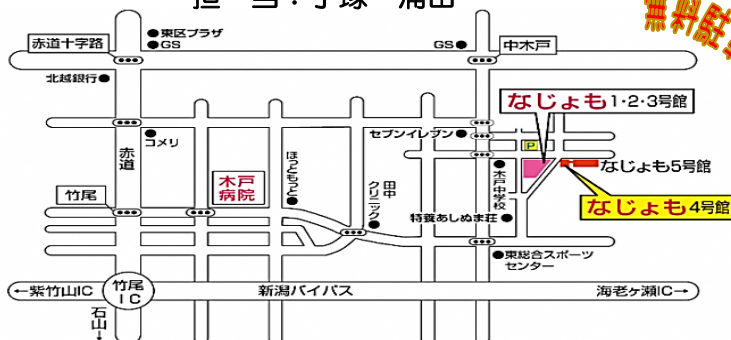 赤道十字路
●東区プラザ
●GS
GS●
中木戸
北越銀行●
なじょも1・2・3号館
●コメリ
セブンイレブン●
P
赤道
ほっともっと●
田中クリニック●
●木戸中学校
なじょも5号館
木戸
病院
竹尾
なじょも4号館
特養あしぬま荘●
●東総合スポーツ
センター
←紫竹山IC
竹尾
IC
新潟バイパス
海老ヶ瀬IC→
石山→